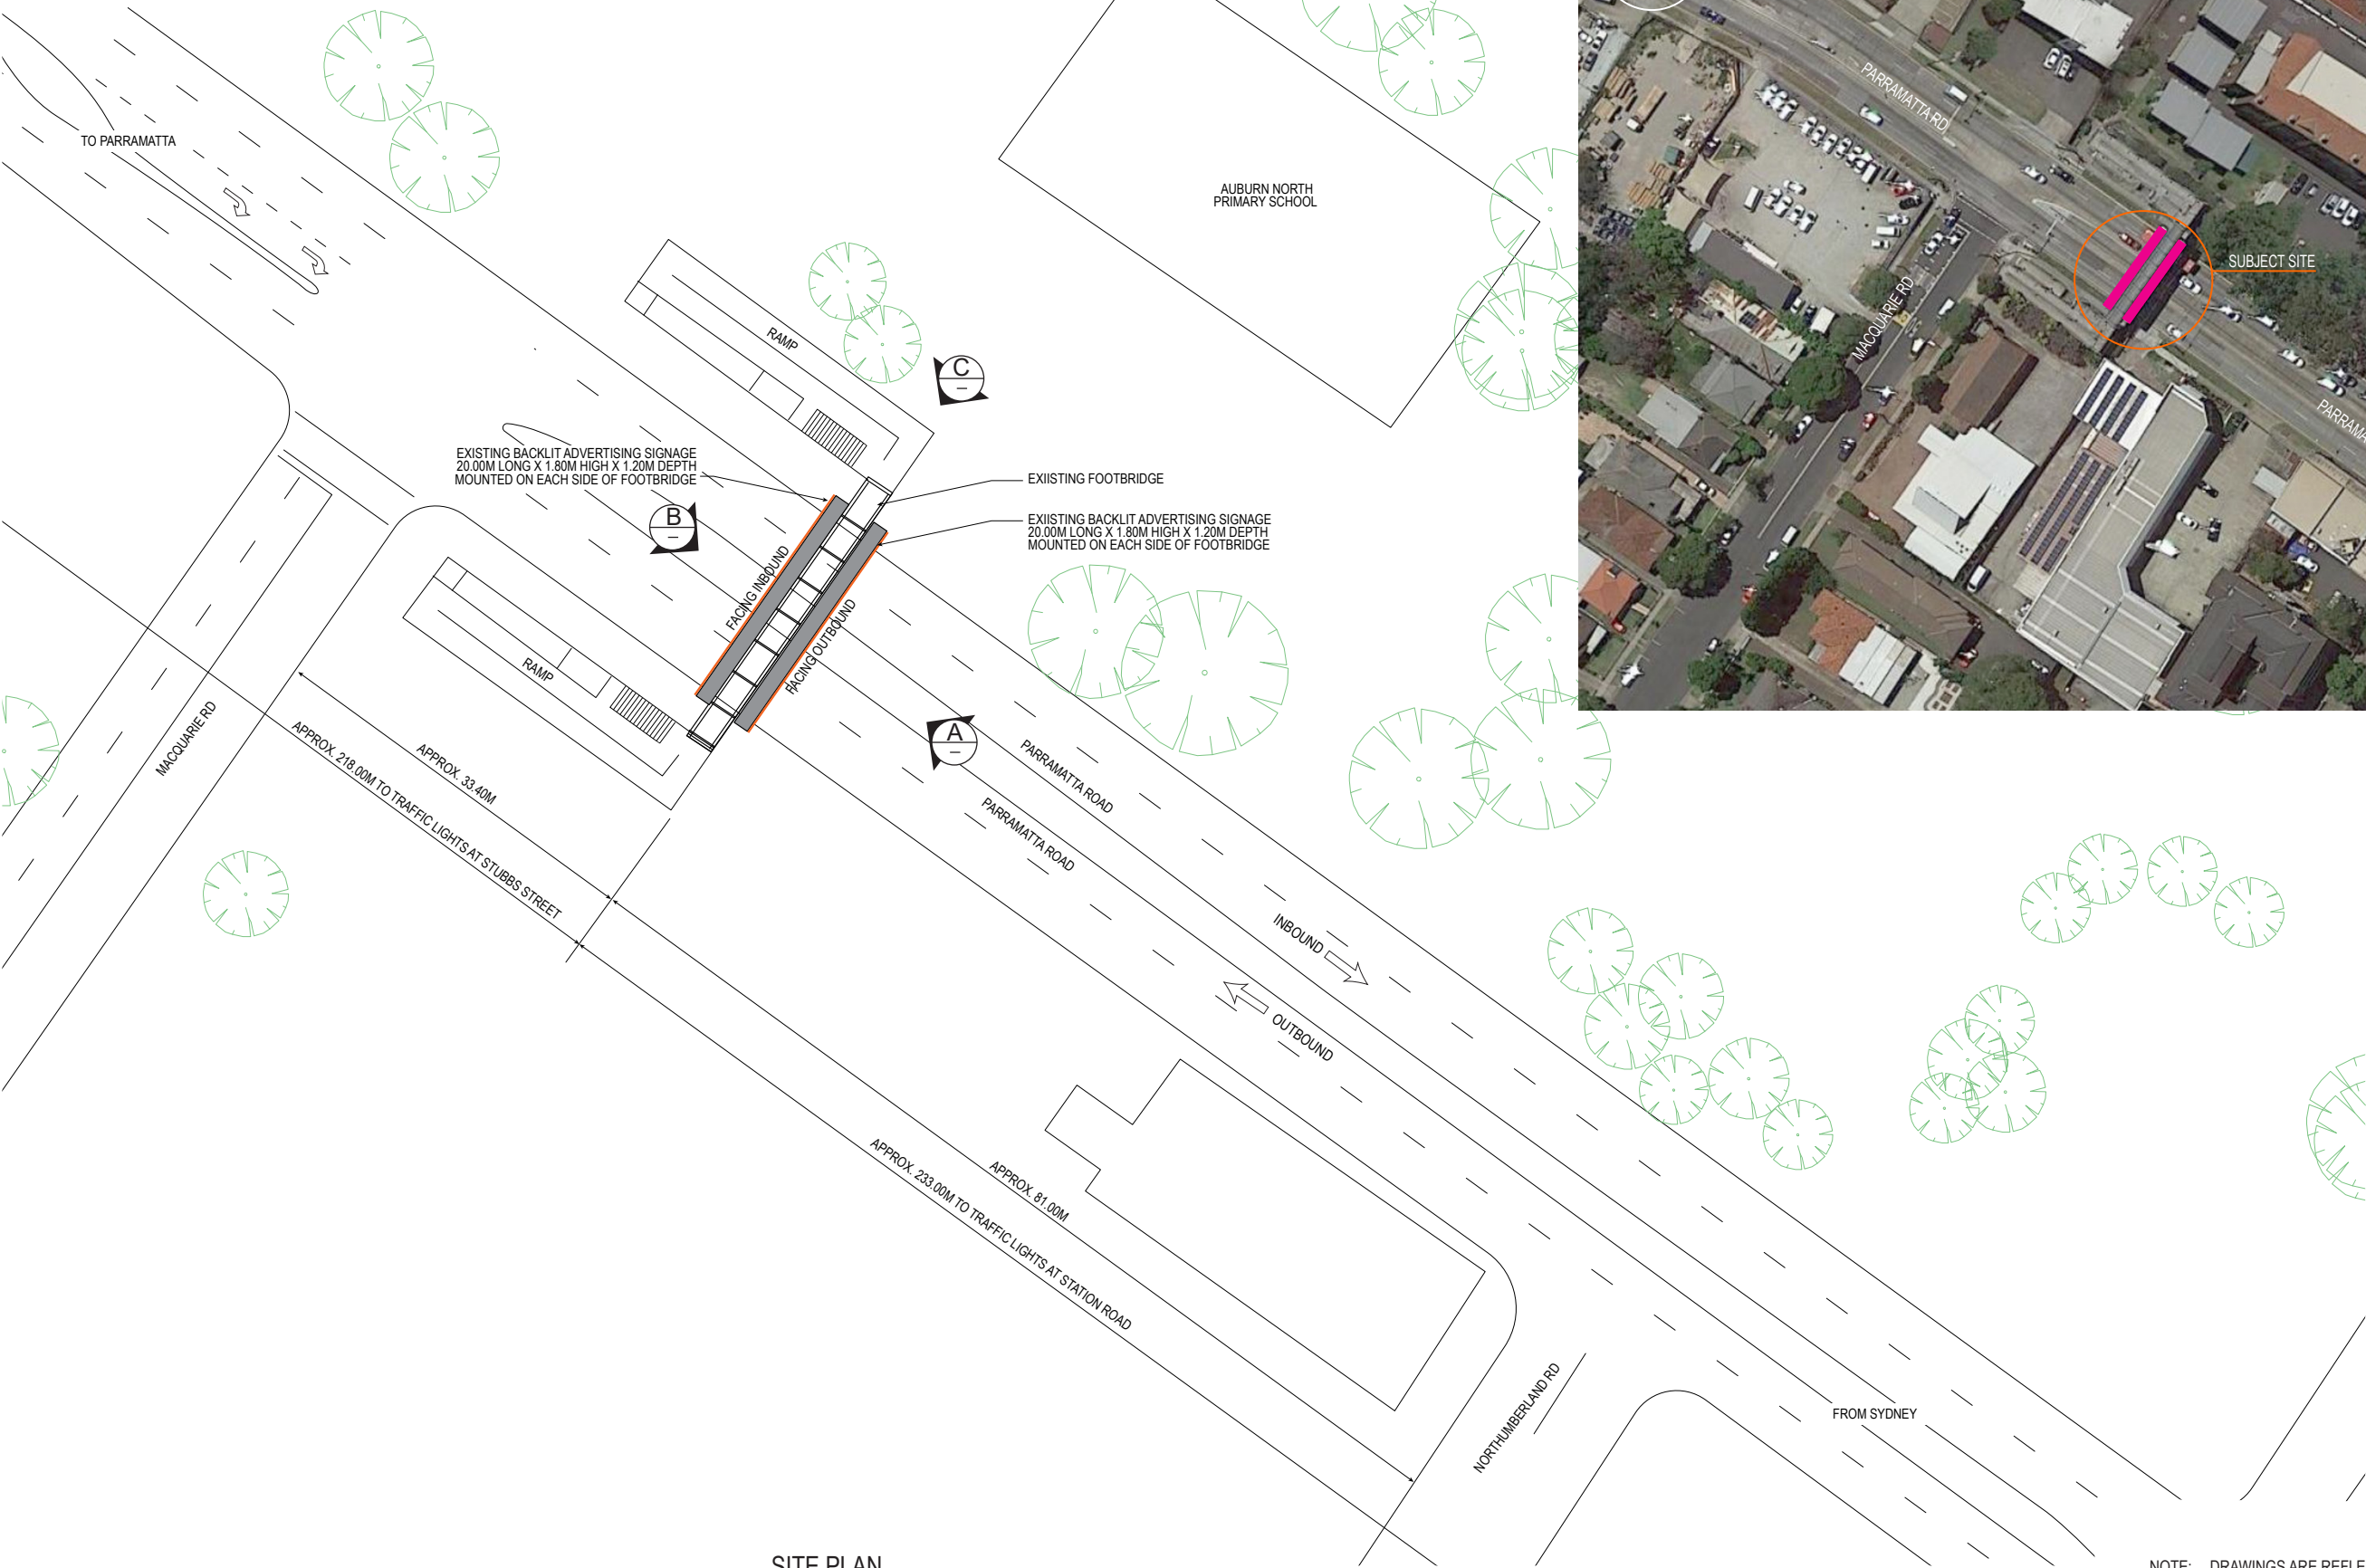 TO PARRAMATTA
AUBURN NORTH
PRIMARY SCHOOL
PARRAMATTA RD
SUBJECT SITE
MACQUARIE RD
PARRAMA
RAMP
C
–
EXISTING BACKLIT ADVERTISING SIGNAGE
20.00M LONG X 1.80M HIGH X 1.20M DEPTH
MOUNTED ON EACH SIDE OF FOOTBRIDGE
EXIISTING FOOTBRIDGE
B
–
EXIISTING BACKLIT ADVERTISING SIGNAGE
20.00M LONG X 1.80M HIGH X 1.20M DEPTH
MOUNTED ON EACH SIDE OF FOOTBRIDGE
FACING INBOUND
FACING OUTBOUND
RAMP
MACQUARIE RD
A
–
APPROX. 33.40M
APPROX. 218.00M TO TRAFFIC LIGHTS AT STUBBS STREET
PARRAMATTA ROAD
PARRAMATTA ROAD
INBOUND
OUTBOUND
APPROX. 81.00M
APPROX. 233.00M TO TRAFFIC LIGHTS AT STATION ROAD
NORTHUMBERLAND RD
FROM SYDNEY
SITE PLAN
NOTE: DRAWINGS ARE REFLE